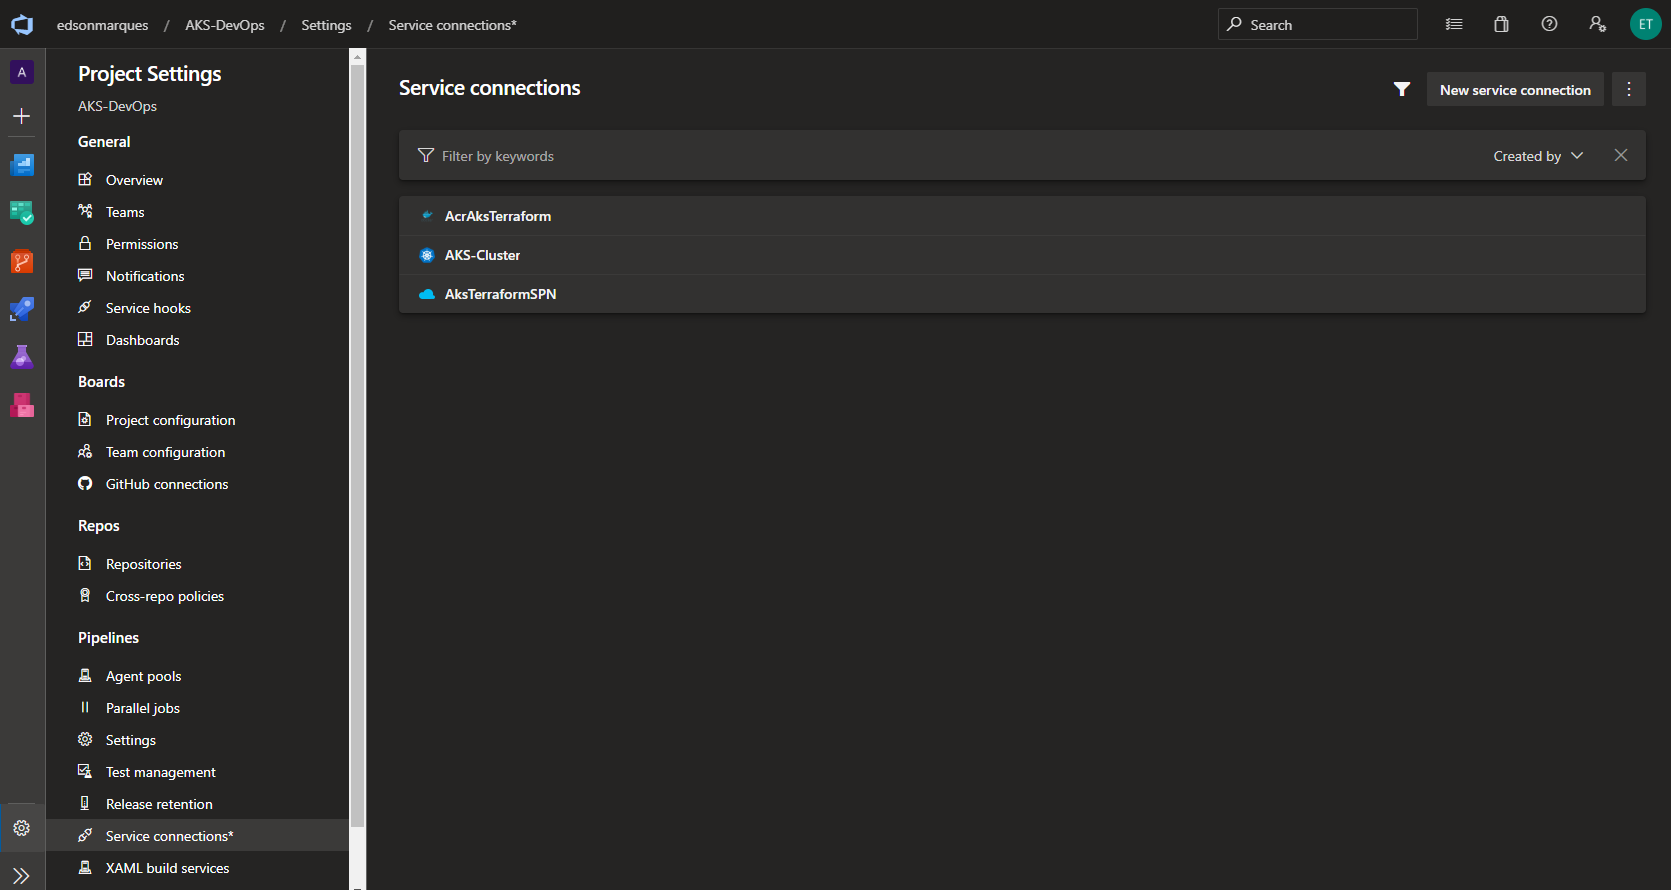 edsonmarques / AKS-DevOps / Settings / Service connections*
Search
ET
A
Project Settings
AKS-DevOps
General
Overview
Teams
Permissions
Notifications
Service hooks
Dashboards
Boards
Project configuration
Team configuration
GitHub connections
Repos
Repositories
Cross-repo policies
Pipelines
Agent pools
Parallel jobs
Settings
Test management
Release retention
Service connections*
XAML build services
Service connections
New service connection
Filter by keywords
Created by
AcrAksTerraform
AKS-Cluster
AksTerraformSPN